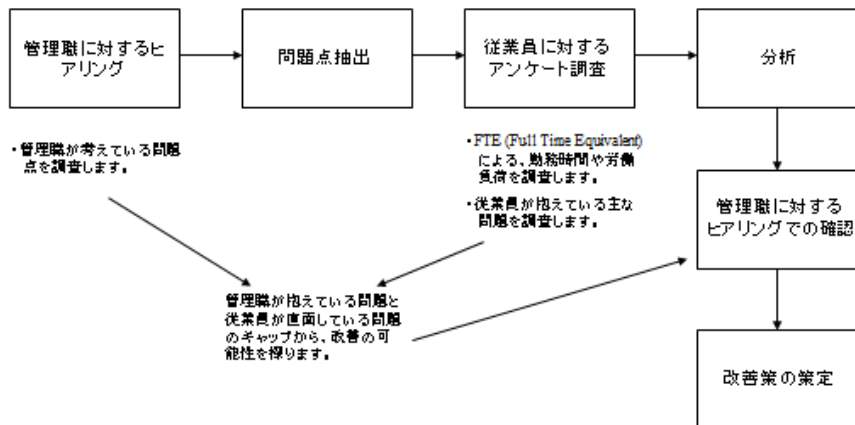 管理職に対するヒ
アリング
問題点抽出
従業員に対する
アンケート調査
分析
・管理職が考えている問題
点を調査します。
・FTE (Full Time Equivalent)
による、勤務時間や労働
負荷を調査します。
・従業員が抱えている主な
問題を調査します。
管理職に対する
ヒアリングでの確認
管理職が抱えている問題と
従業員が直面している問題
のギャップから、改善の可
能性を探ります。
改善策の策定